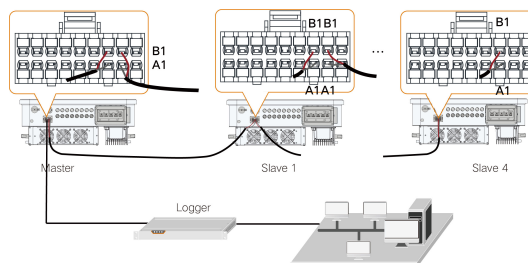 B1
A1
B1B1
A1A1
...
B1
A1
Master
Slave 1
Slave 4
Logger